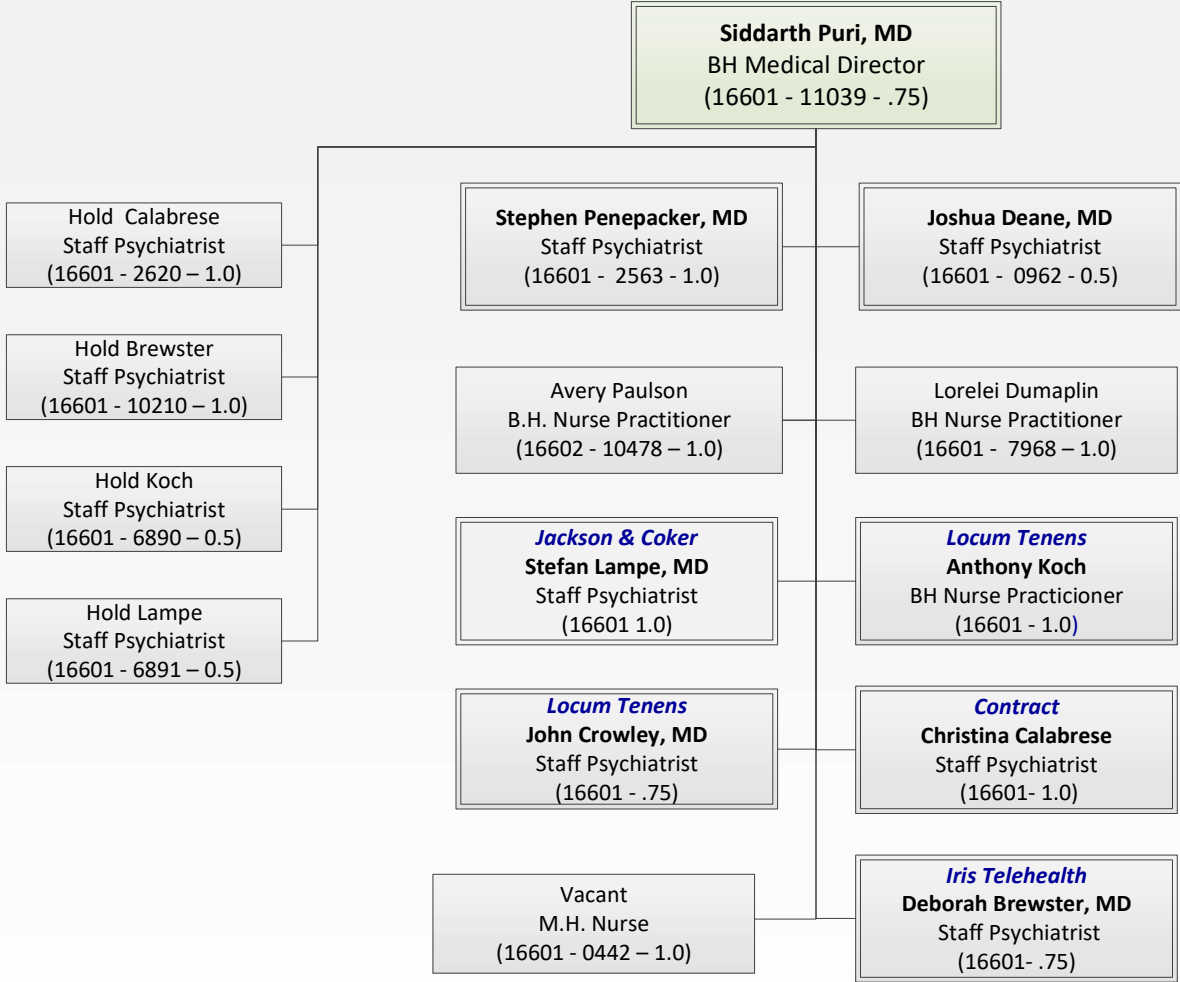 Siddarth Puri, MD
BH Medical Director
(16601 - 11039 - .75)
Hold  Calabrese
Staff Psychiatrist
(16601 - 2620 – 1.0)
Hold Brewster
Staff Psychiatrist
(16601 - 10210 – 1.0)
Hold Koch
Staff Psychiatrist
(16601 - 6890 – 0.5)
Hold Lampe
Staff Psychiatrist
(16601 - 6891 – 0.5)
Stephen Penepacker, MD
Staff Psychiatrist
(16601 -  2563 - 1.0)
Joshua Deane, MD
Staff Psychiatrist
(16601 -  0962 - 0.5)
Avery Paulson
B.H. Nurse Practitioner
(16602 - 10478 – 1.0)
Lorelei Dumaplin
BH Nurse Practitioner
(16601 -  7968 – 1.0)
Jackson & Coker
Stefan Lampe, MD
Staff Psychiatrist
(16601 1.0)
Locum Tenens
Anthony Koch
BH Nurse Practicioner
(16601 - 1.0)
Locum Tenens
John Crowley, MD
Staff Psychiatrist
(16601 - .75)
Contract
Christina Calabrese
Staff Psychiatrist
(16601- 1.0)
Vacant
M.H. Nurse
(16601 - 0442 – 1.0)
Iris Telehealth
Deborah Brewster, MD
Staff Psychiatrist
(16601- .75)